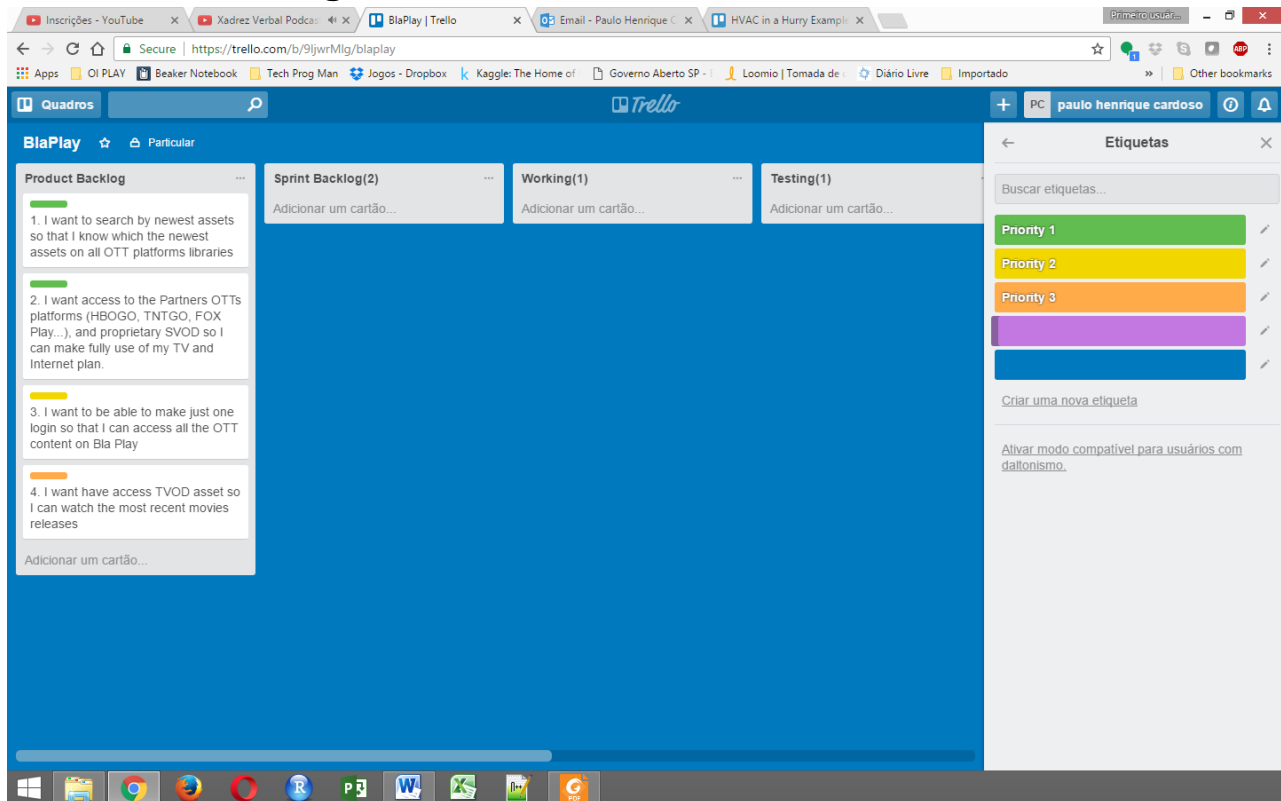 Inscrições - YouTube
Xadrez Verbal Podcas
BlaPlay | Trello
Email - Paulo Henrique C
HVAC in a Hurry Example
Primeiro usuár...
Secure | https://trello.com/b/9ljwrMlg/blaplay
1
ABP
Apps
OI PLAY
Beaker Notebook
Tech Prog Man
Jogos - Dropbox
Kaggle: The Home of
Governo Aberto SP -
Loomio | Tomada de
Diário Livre
Importado
»
Other bookmarks
Quadros
Trello
+
PC paulo henrique cardoso
BlaPlay
Particular
Product Backlog ...
1. I want to search by newest assets
so that I know which the newest
assets on all OTT platforms libraries
2. I want access to the Partners OTTs
platforms (HBOGO, TNTGO, FOX
Play...), and proprietary SVOD so I
can make fully use of my TV and
Internet plan.
3. I want to be able to make just one
login so that I can access all the OTT
content on Bla Play
4. I want have access TVOD asset so
I can watch the most recent movies
releases
Adicionar um cartão...
Sprint Backlog(2) ...
Adicionar um cartão...
Working(1) ...
Adicionar um cartão...
Testing(1)
Adicionar um cartão...
Etiquetas
Buscar etiquetas...
Priority 1
Priority 2
Priority 3
Criar uma nova etiqueta
Ativar modo compatível para usuários com
daltonismo.